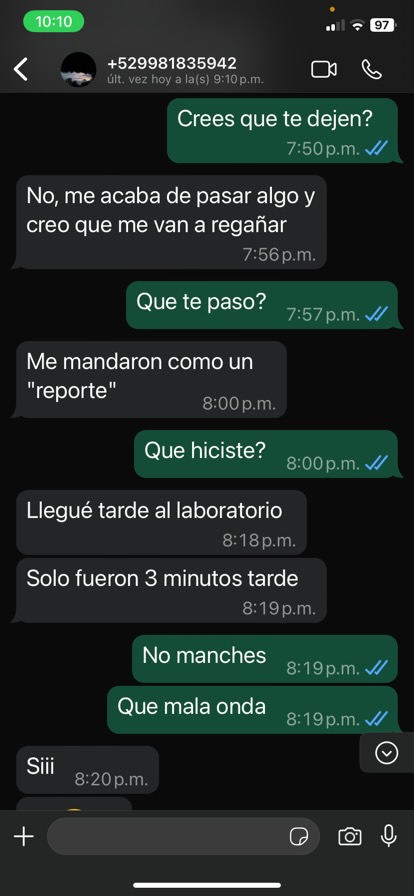 10:10
97
+529981835942
últ. vez hoy a la(s) 9:10 p.m.
Crees que te dejen?
7:50 p.m.
No, me acaba de pasar algo y
creo que me van a regañar
7:56 p.m.
Que te paso?
7:57 p.m.
Me mandaron como un
"reporte"
8:00 p.m.
Que hiciste?
8:00 p.m.
Llegué tarde al laboratorio
8:18 p.m.
Solo fueron 3 minutos tarde
8:19 p.m.
No manches
8:19 p.m.
Que mala onda
8:19 p.m.
Siii
8:20 p.m.